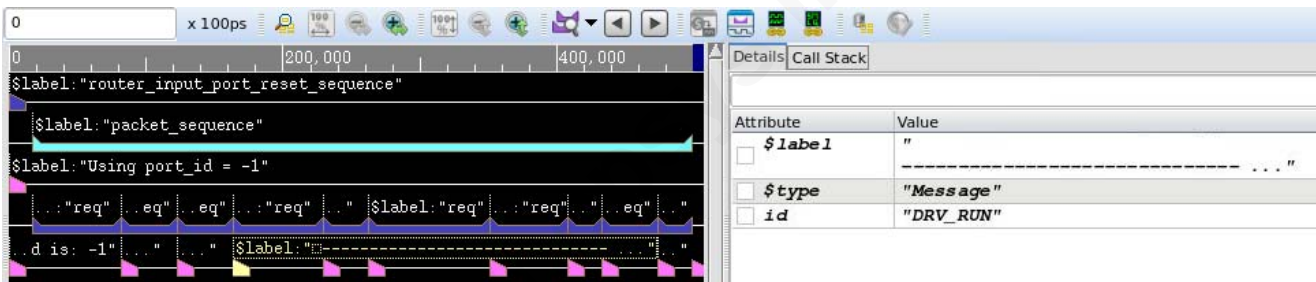 0
x 100ps
0 200,000 400,000
Details Call Stack
$label:"router_input_port_reset_sequence"
$label:"packet_sequence"
$label:"Using port_id = -1"
..:"req" ..eq" ..eq" ..:"req" .." $label:"req" ..:"req" .." ..eq" .."
..d is: -1" ..." ..." $label:"□------------------------------ ..." .."
Attribute Value
$label "
------------------------------- ..."
$type "Message"
id "DRV_RUN"